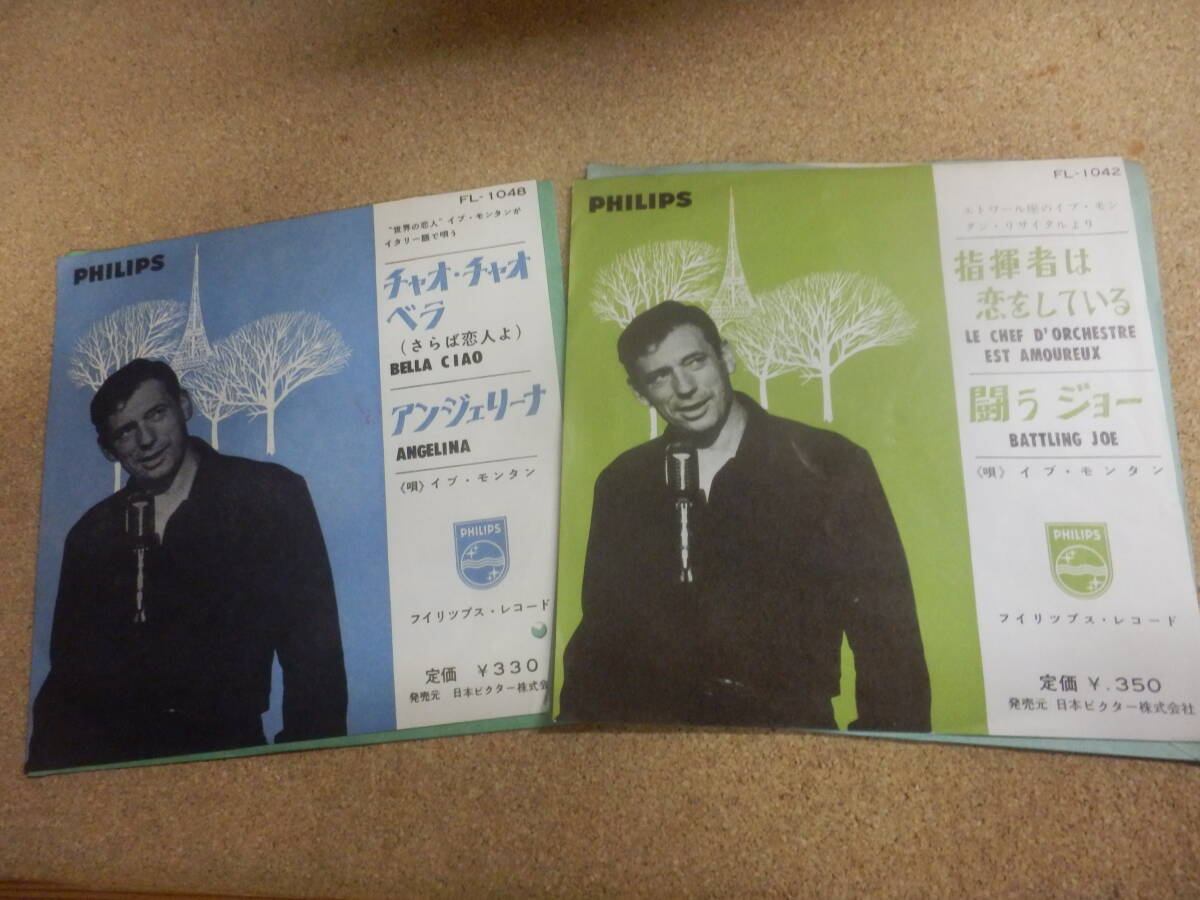 PHILIPS
FL-1048
"世界の恋人" イブ・モンタンが
イタリー語で唄う
チャオ・チャオ
ベラ
(さらば恋人よ)
BELLA CIAO
アンジェリーナ
ANGELINA
《唄》イブ・モンタン
PHILIPS
フイリップス・レコード
定価 ¥330
発売元 日本ビクター株式会
PHILIPS
FL-1042
エトワール座のイブ・モン
タン・リサイタルより
指揮者は
恋をしている
LE CHEF D'ORCHESTRE
EST AMOUREUX
闘う ジョー
BATTLING JOE
《唄》イブ・モンタン
PHILIPS
フイリップス・レコード
定価 ¥.350
発売元 日本ビクター株式会社